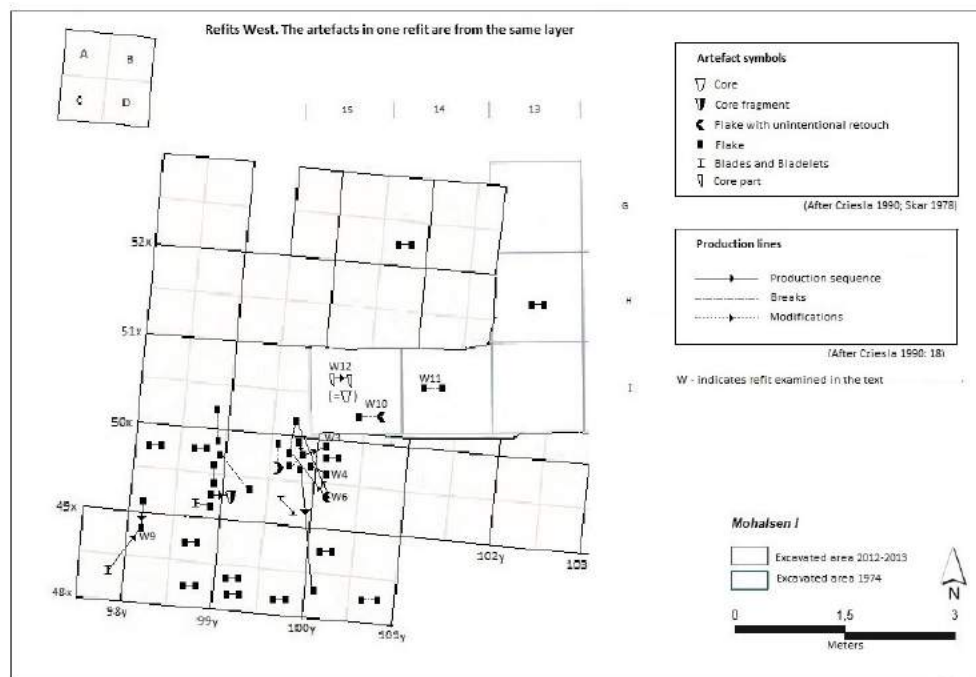 Refits West. The artefacts in one refit are from the same layer
A B
C D
15 14 13
G
H
I
52x
51x
50x
49x
48x
98y
99y
100y
101y
102y
103
W12
(= )
W11
W10
W3
W4
W6
W9
Artefact symbols
Core
Core fragment
Flake with unintentional retouch
Flake
Blades and Bladelets
Core part
(After Cziesla 1990; Skar 1978)
Production lines
Production sequence
Breaks
Modifications
(After Cziesla 1990: 18)
W - indicates refit examined in the text
Mohalsen I
Excavated area 2012-2013
Excavated area 1974
N
0 1,5 3
Meters